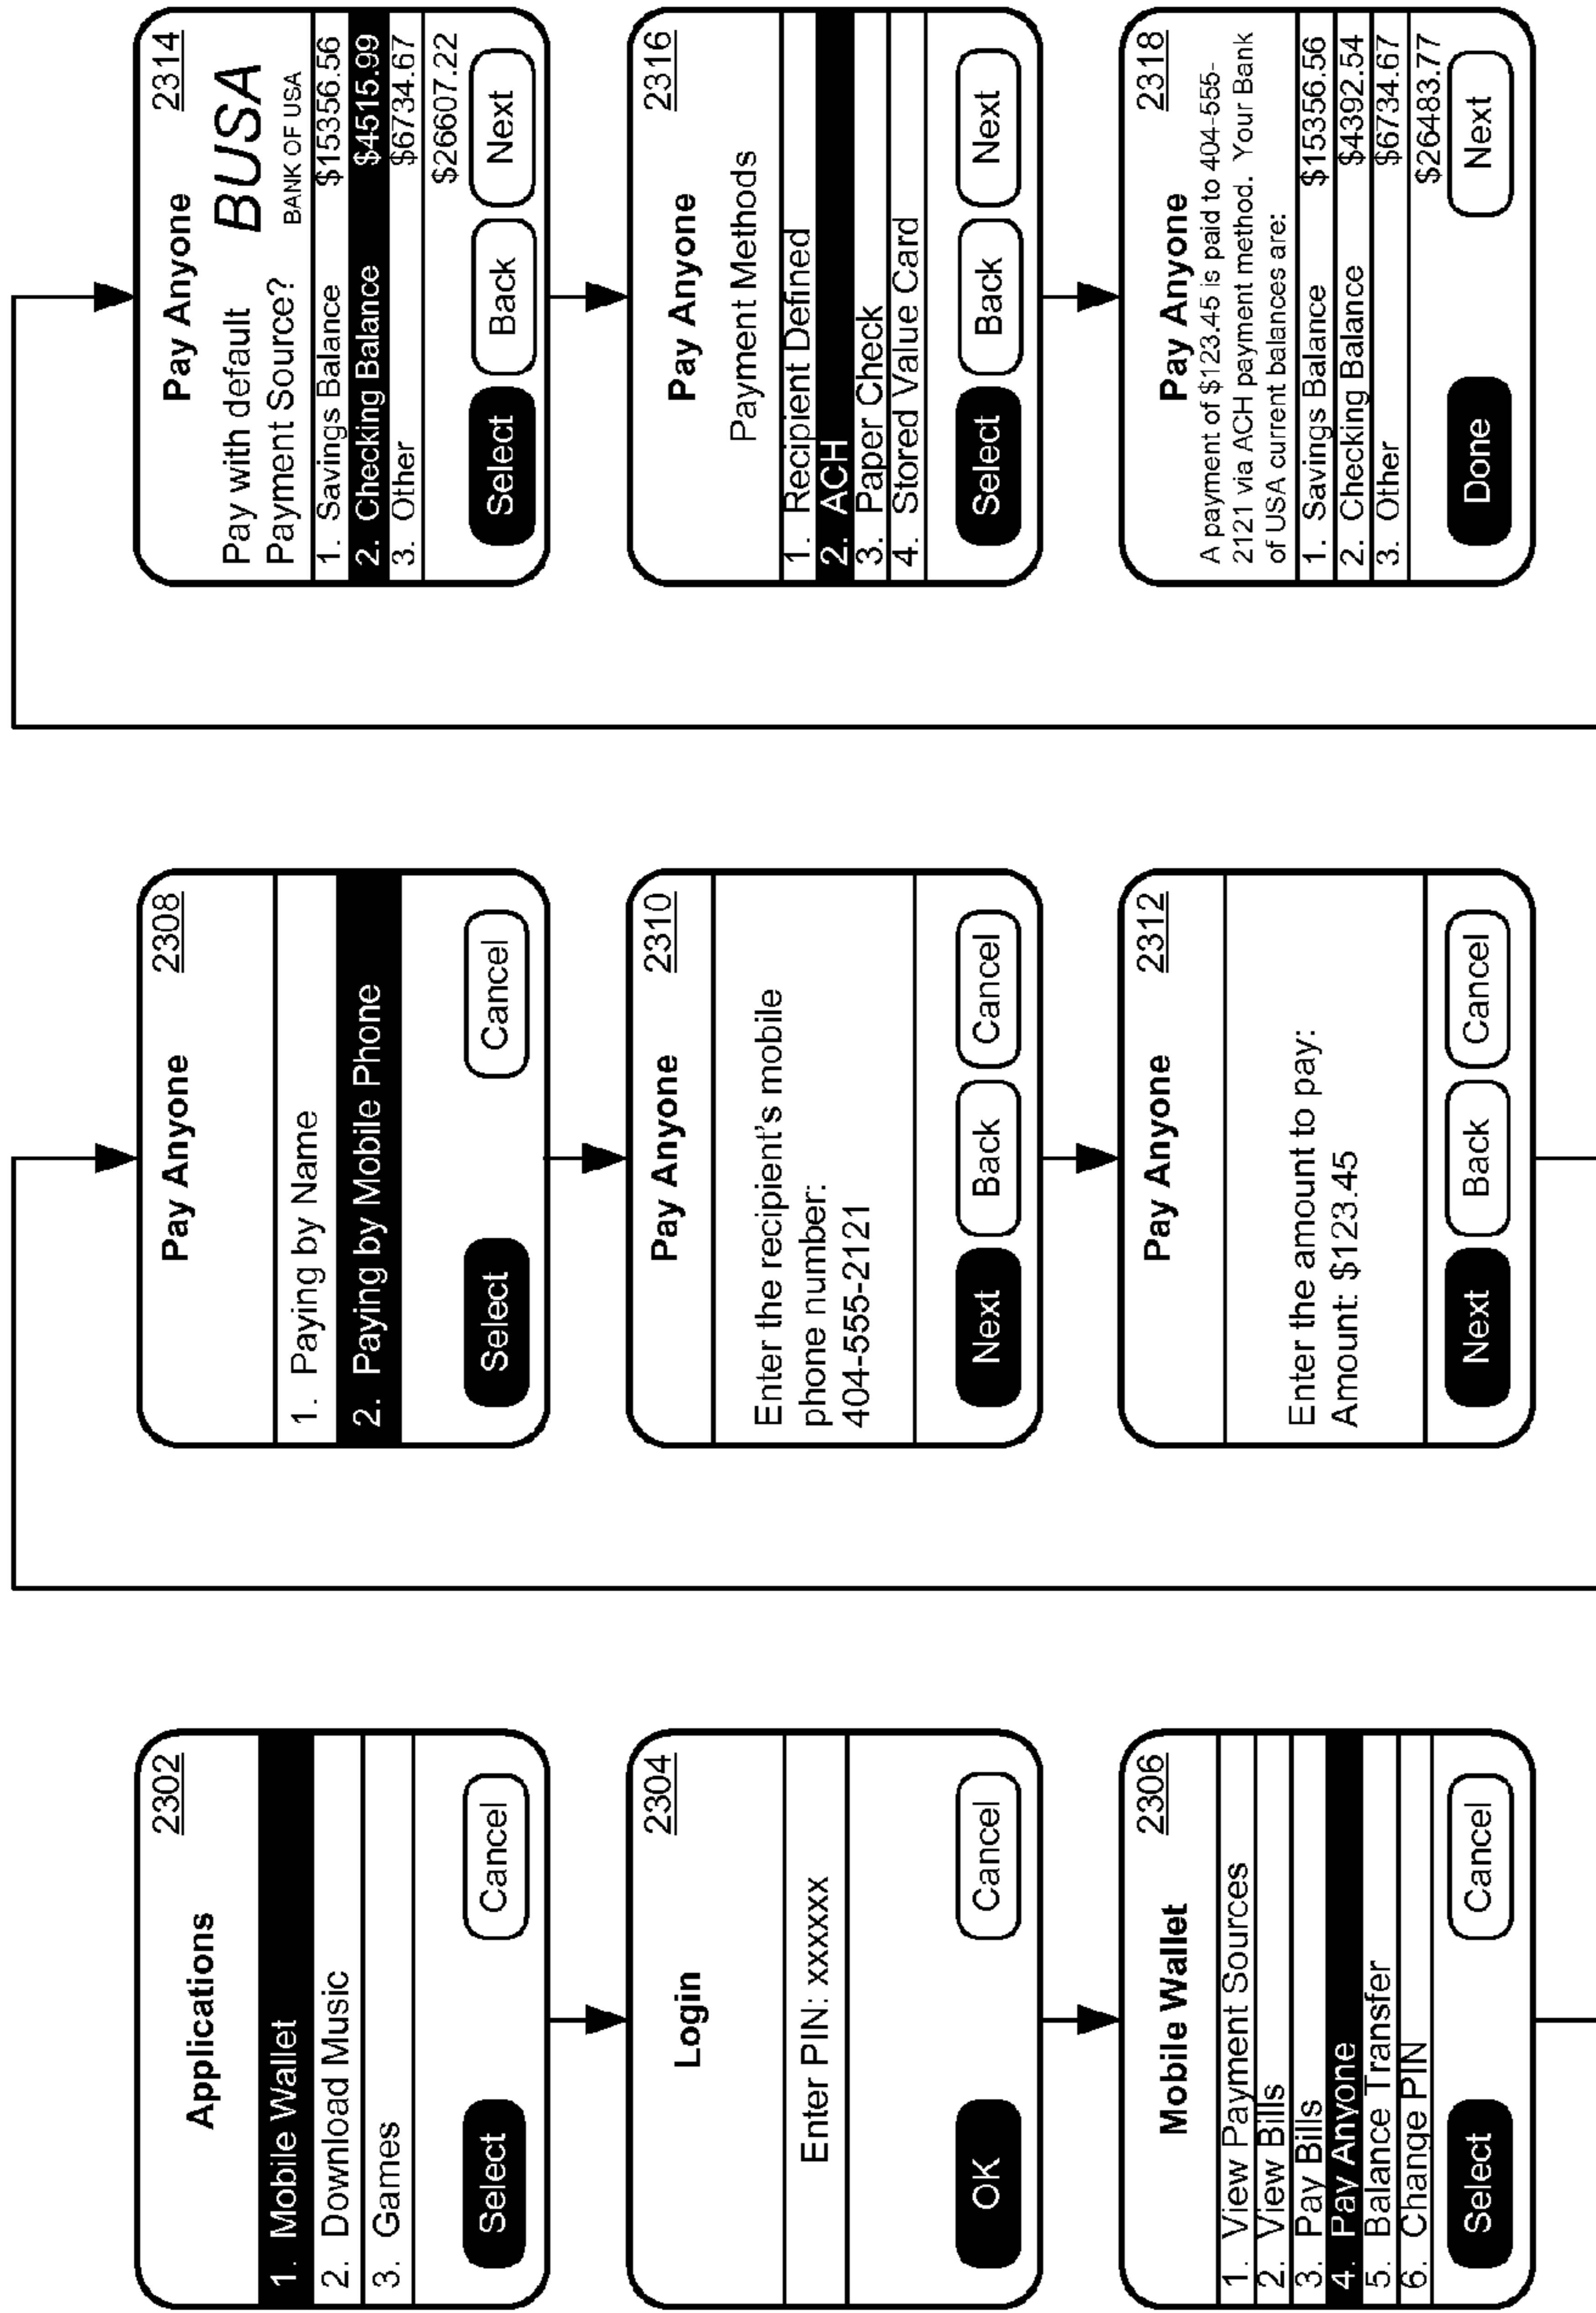 2302
Applications
1. Mobile Wallet
2. Download Music
3. Games
Select Cancel
2304
Login
Enter PIN: xxxxxx
OK Cancel
2306
Mobile Wallet
1. View Payment Sources
2. View Bills
3. Pay Bills
4. Pay Anyone
5. Balance Transfer
6. Change PIN
Select Cancel
2308
Pay Anyone
1. Paying by Name
2. Paying by Mobile Phone
Select Cancel
2310
Pay Anyone
Enter the recipient's mobile
phone number:
404-555-2121
Next Back Cancel
2312
Pay Anyone
Enter the amount to pay:
Amount: $123.45
Next Back Cancel
2314
Pay Anyone
Pay with default BUSA
Payment Source? BANK OF USA
1. Savings Balance $15356.56
2. Checking Balance $4515.99
3. Other $6734.67
$26607.22
Select Back Next
2316
Pay Anyone
Payment Methods
1. Recipient Defined
2. ACH
3. Paper Check
4. Stored Value Card
Select Back Next
2318
Pay Anyone
A payment of $123.45 is paid to 404-555-
2121 via ACH payment method. Your Bank
of USA current balances are:
1. Savings Balance $15356.56
2. Checking Balance $4392.54
3. Other $6734.67
$26483.77
Done Next